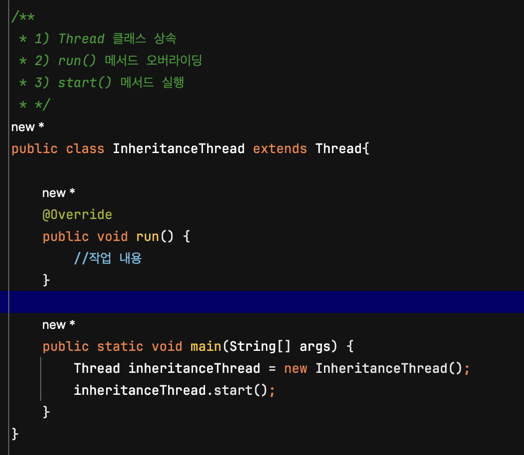 /**
 * 1) Thread 클래스 상속
 * 2) run() 메서드 오버라이딩
 * 3) start() 메서드 실행
 * */
new *
public class InheritanceThread extends Thread{
new *
@Override
public void run() {
//작업 내용
}
new *
public static void main(String[] args) {
Thread inheritanceThread = new InheritanceThread();
inheritanceThread.start();
}
}